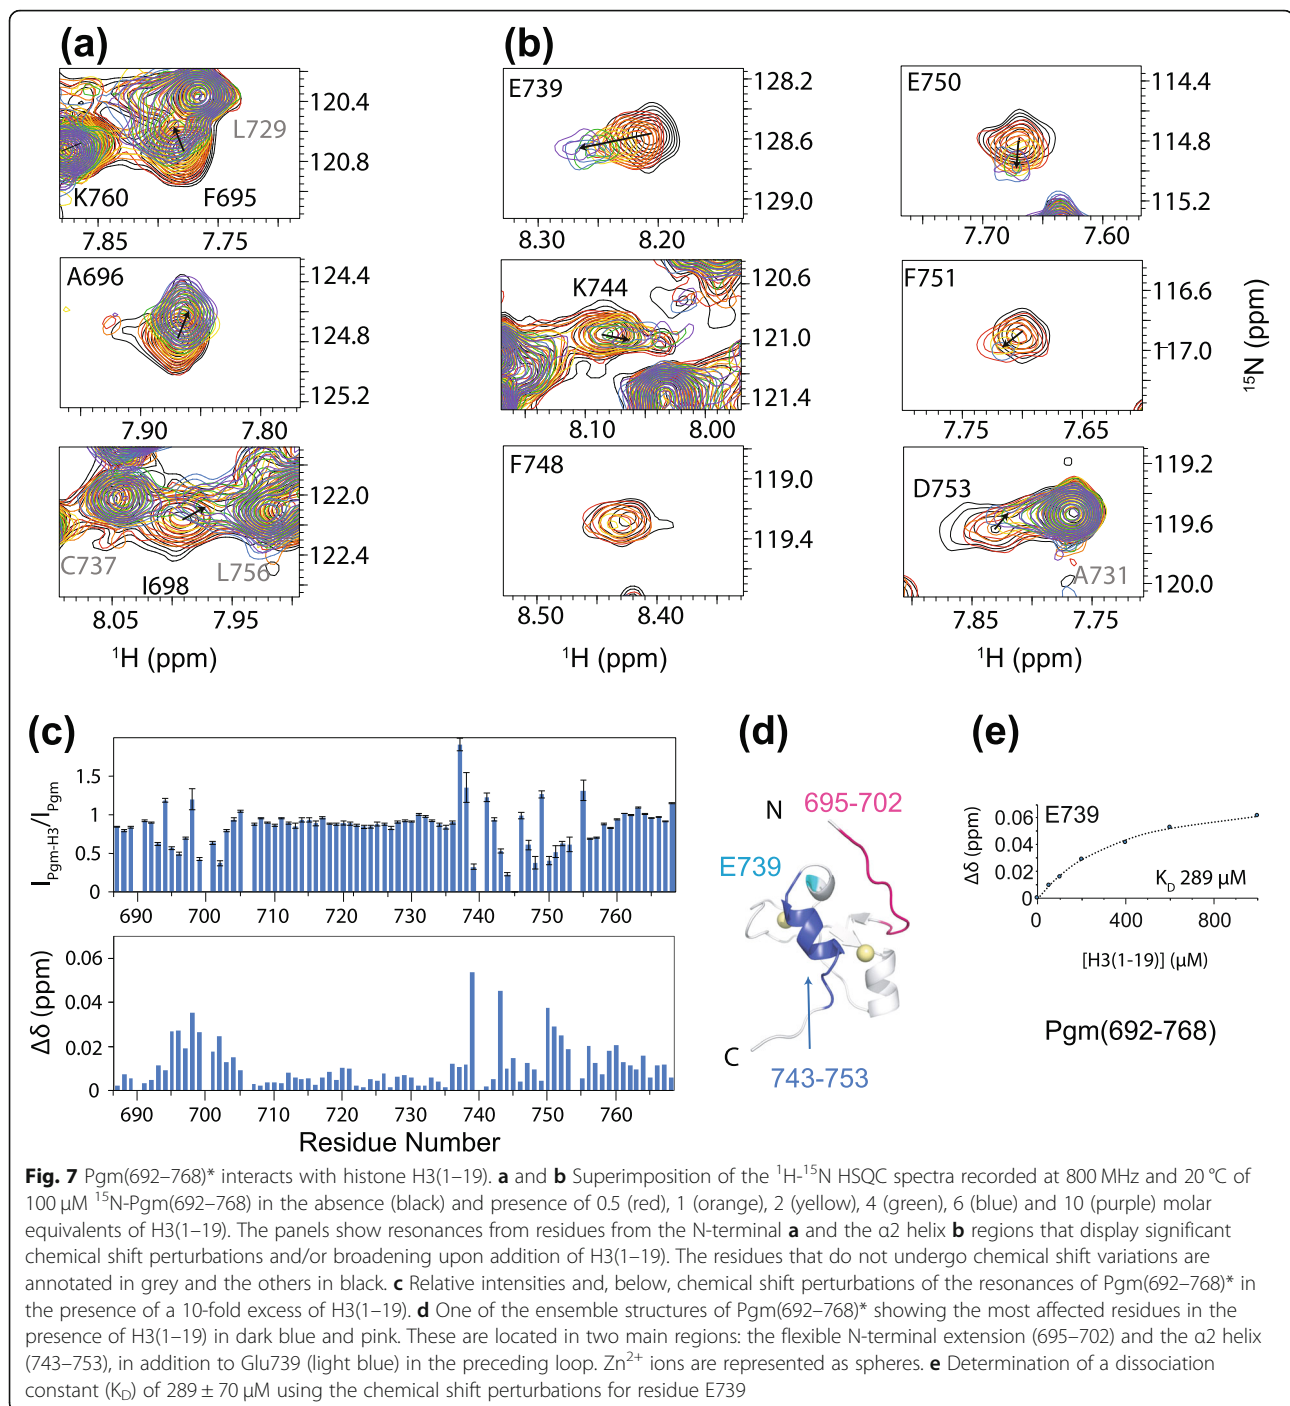 (a)
(b)
L729
K760
F695
120.4
120.8
7.85
7.75
A696
124.4
124.8
125.2
7.90
7.80
C737
I698
L756
122.0
122.4
8.05
7.95
¹H (ppm)
E739
128.2
128.6
129.0
8.30
8.20
K744
120.6
121.0
121.4
8.10
8.00
F748
119.0
119.4
8.50
8.40
¹H (ppm)
E750
114.4
114.8
115.2
7.70
7.60
F751
116.6
117.0
7.75
7.65
D753
A731
119.2
119.6
120.0
7.85
7.75
¹H (ppm)
¹⁵N (ppm)
(c)
I Pgm-H3/I Pgm
1.5
1
0.5
0
690 700 710 720 730 740 750 760
Δδ (ppm)
0.06
0.04
0.02
0
690 700 710 720 730 740 750 760
Residue Number
(d)
N
695-702
E739
C
743-753
(e)
Δδ (ppm)
0.06
0.04
0.02
0
E739
K_D 289 µM
0 400 800
[H3(1-19)] (µM)
Pgm(692-768)
Fig. 7 Pgm(692–768)* interacts with histone H3(1–19). a and b Superimposition of the ¹H-¹⁵N HSQC spectra recorded at 800 MHz and 20 °C of
100 µM ¹⁵N-Pgm(692–768) in the absence (black) and presence of 0.5 (red), 1 (orange), 2 (yellow), 4 (green), 6 (blue) and 10 (purple) molar
equivalents of H3(1–19). The panels show resonances from residues from the N-terminal a and the α2 helix b regions that display significant
chemical shift perturbations and/or broadening upon addition of H3(1–19). The residues that do not undergo chemical shift variations are
annotated in grey and the others in black. c Relative intensities and, below, chemical shift perturbations of the resonances of Pgm(692–768)* in
the presence of a 10-fold excess of H3(1–19). d One of the ensemble structures of Pgm(692–768)* showing the most affected residues in the
presence of H3(1–19) in dark blue and pink. These are located in two main regions: the flexible N-terminal extension (695–702) and the α2 helix
(743–753), in addition to Glu739 (light blue) in the preceding loop. Zn²⁺ ions are represented as spheres. e Determination of a dissociation
constant (K_D) of 289 ± 70 µM using the chemical shift perturbations for residue E739